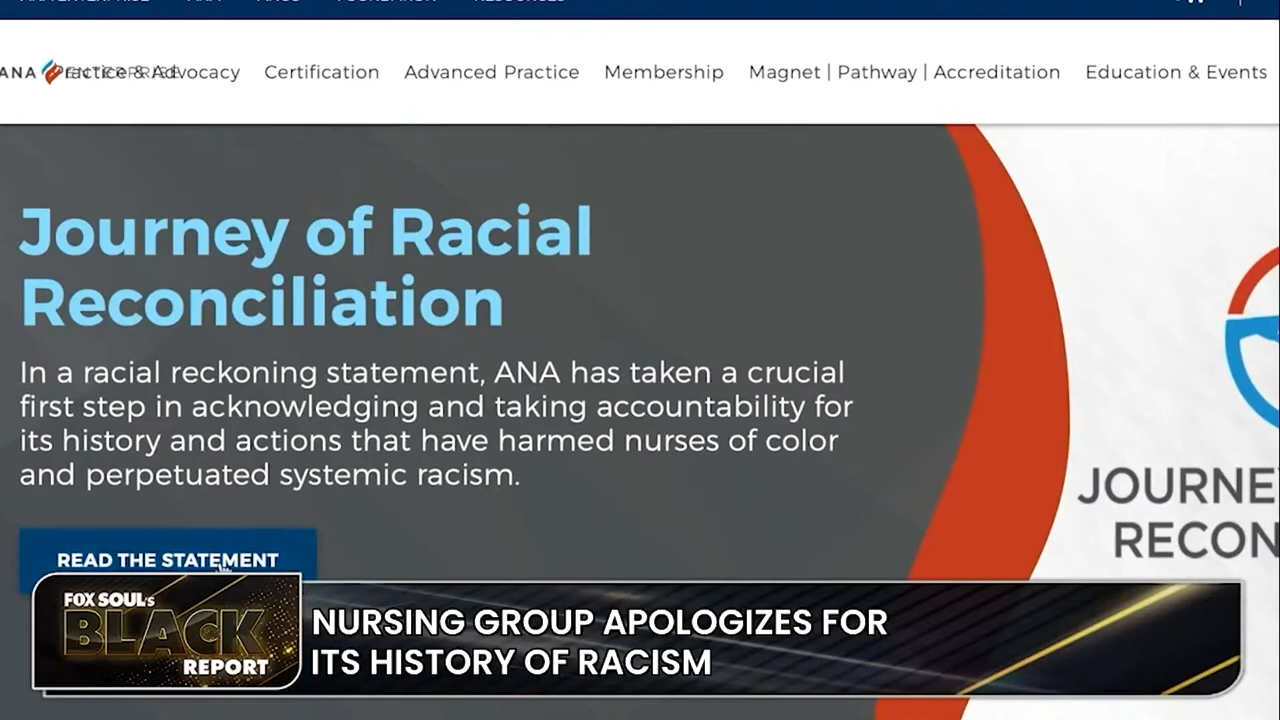 ANA Practice & Advocacy Certification Advanced Practice Membership Magnet | Pathway | Accreditation Education & Events
Journey of Racial
Reconciliation
In a racial reckoning statement, ANA has taken a crucial
first step in acknowledging and taking accountability for
its history and actions that have harmed nurses of color
and perpetuated systemic racism.
READ THE STATEMENT
JOURNE
RECON
FOX SOUL's
BLACK
REPORT
NURSING GROUP APOLOGIZES FOR
ITS HISTORY OF RACISM